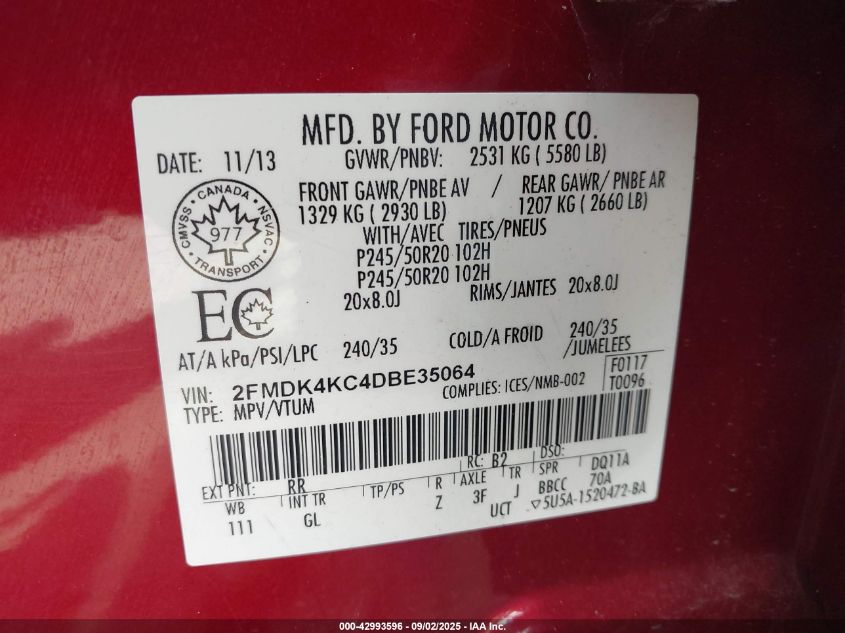 MFD. BY FORD MOTOR CO.
DATE: 11/13 GVWR/PNBV: 2531 KG ( 5580 LB)
FRONT GAWR/PNBE AV / REAR GAWR/ PNBE AR
1329 KG ( 2930 LB) 1207 KG ( 2660 LB)
WITH/AVEC TIRES/PNEUS
P245/50R20 102H
P245/50R20 102H
20x8.0J RIMS/JANTES 20x8.0J
CANADA
CMVSS NSVAC
977
TRANSPORT
EC
AT/A kPa/PSI/LPC 240/35 COLD/A FROID 240/35
/JUMELEES
VIN: 2FMDK4KC4DBE35064 COMPLIES: ICES/NMB-002 F0117
TYPE: MPV/VTUM T0096
RC: B2 DSO:
EXT PNT: RR TP/PS R AXLE TR SPR DQ11A
WB INT TR Z 3F J BBCC 70A
111 GL UCT ▽5U5A-1520472-BA
000-42993596 - 09/02/2025 - IAA Inc.